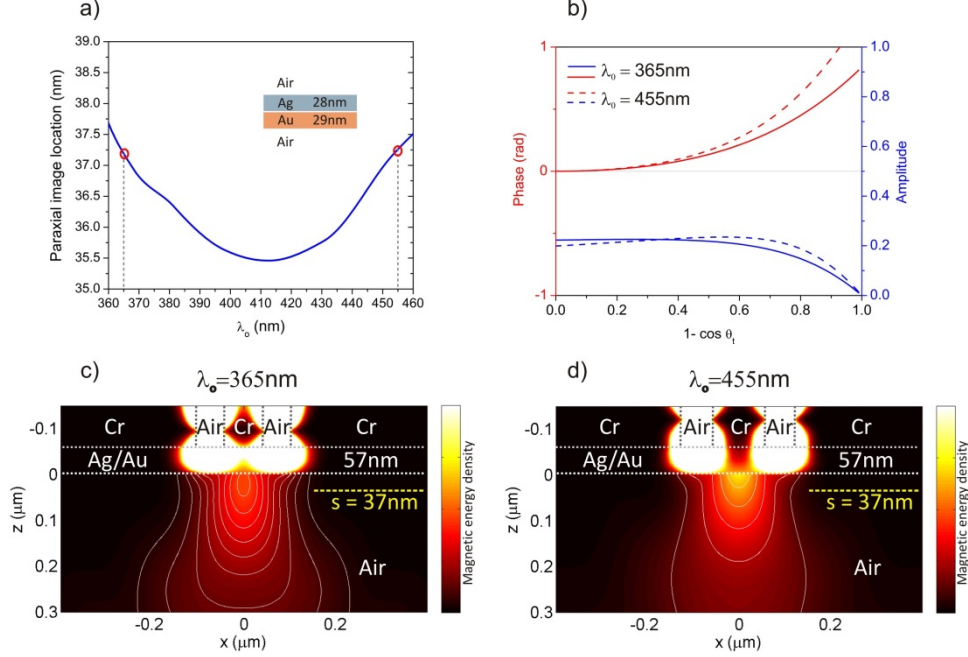 a)
39.0
38.5
38.0
37.5
37.0
36.5
36.0
35.5
35.0
360 370 380 390 400 410 420 430 440 450 460
Paraxial image location (nm)
λo (nm)
Air
Ag 28nm
Au 29nm
Air
b)
1
0
-1
Phase (rad)
1.0
0.8
0.6
0.4
0.2
0.0
Amplitude
λ0 = 365nm
λ0 = 455nm
0.0 0.2 0.4 0.6 0.8 1.0
1- cos θt
c)
λo=365nm
Cr Air Cr Air Cr
Ag/Au 57nm
s = 37nm
Air
-0.1
0
0.1
0.2
0.3
z (μm)
-0.2 0 0.2
x (μm)
Magnetic energy density
d)
λo=455nm
Cr Air Cr Air Cr
Ag/Au 57nm
s = 37nm
Air
-0.1
0
0.1
0.2
0.3
z (μm)
-0.2 0 0.2
x (μm)
Magnetic energy density